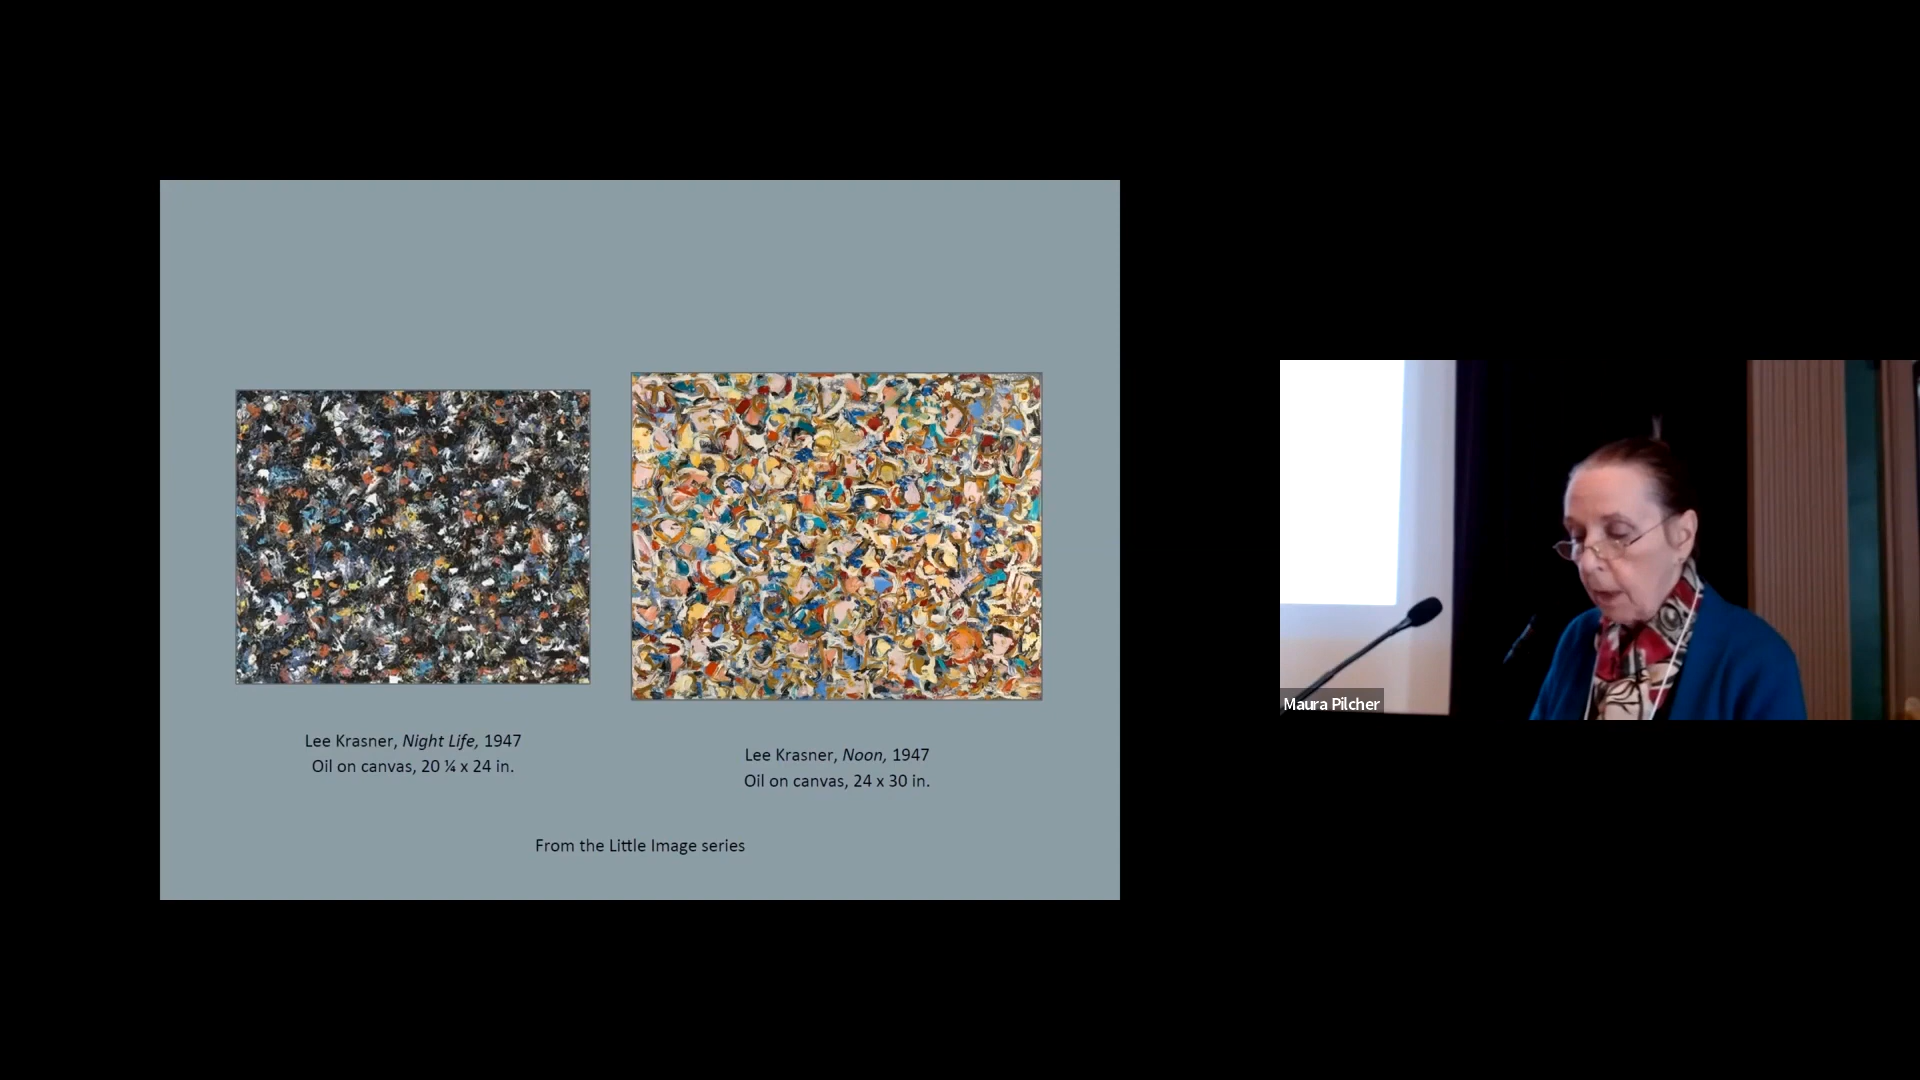 Lee Krasner, Night Life, 1947
Oil on canvas, 20 ¼ x 24 in.
Lee Krasner, Noon, 1947
Oil on canvas, 24 x 30 in.
From the Little Image series
Maura Pilcher